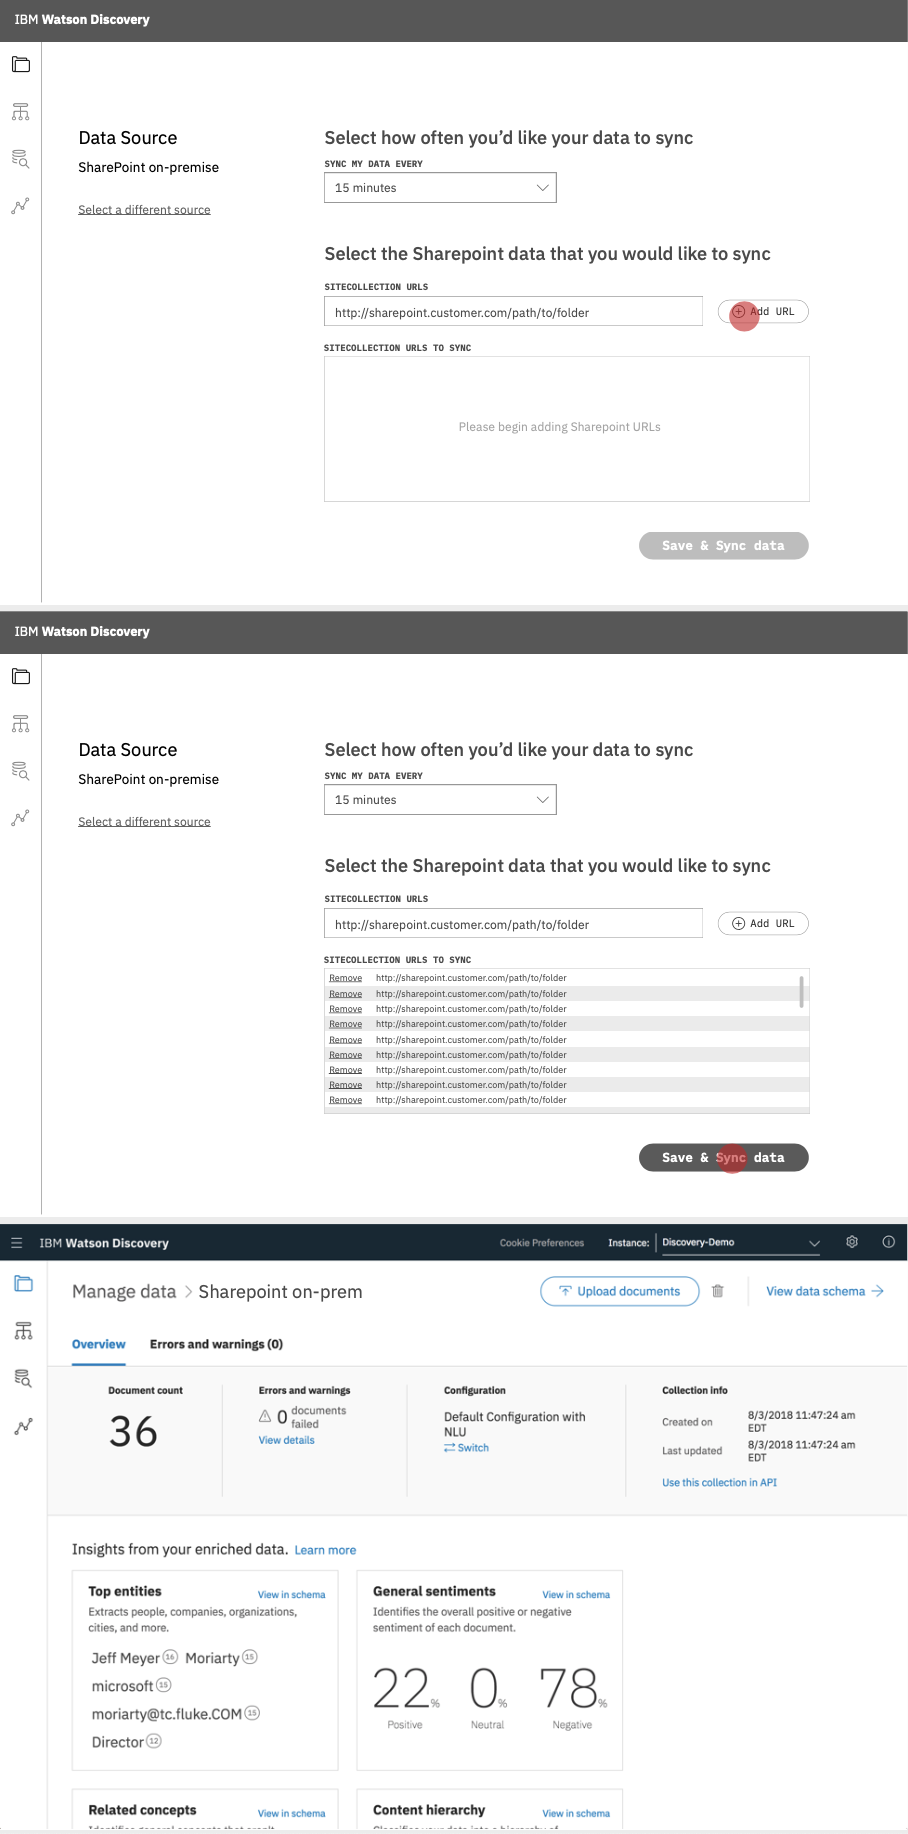 IBM Watson Discovery
Data Source
SharePoint on-premise
Select a different source
Select how often you’d like your data to sync
SYNC MY DATA EVERY
15 minutes
Select the Sharepoint data that you would like to sync
SITECOLLECTION URLS
http://sharepoint.customer.com/path/to/folder
Add URL
SITECOLLECTION URLS TO SYNC
Please begin adding Sharepoint URLs
Save & Sync data
IBM Watson Discovery
Data Source
SharePoint on-premise
Select a different source
Select how often you’d like your data to sync
SYNC MY DATA EVERY
15 minutes
Select the Sharepoint data that you would like to sync
SITECOLLECTION URLS
http://sharepoint.customer.com/path/to/folder
Add URL
SITECOLLECTION URLS TO SYNC
Remove http://sharepoint.customer.com/path/to/folder
Remove http://sharepoint.customer.com/path/to/folder
Remove http://sharepoint.customer.com/path/to/folder
Remove http://sharepoint.customer.com/path/to/folder
Remove http://sharepoint.customer.com/path/to/folder
Remove http://sharepoint.customer.com/path/to/folder
Remove http://sharepoint.customer.com/path/to/folder
Remove http://sharepoint.customer.com/path/to/folder
Remove http://sharepoint.customer.com/path/to/folder
Save & Sync data
IBM Watson Discovery
Cookie Preferences
Instance: Discovery-Demo
Manage data > Sharepoint on-prem
Upload documents
View data schema
Overview
Errors and warnings (0)
Document count
36
Errors and warnings
0 documents
failed
View details
Configuration
Default Configuration with
NLU
Switch
Collection info
Created on 8/3/2018 11:47:24 am
EDT
Last updated 8/3/2018 11:47:24 am
EDT
Use this collection in API
Insights from your enriched data. Learn more
Top entities View in schema
Extracts people, companies, organizations,
cities, and more.
Jeff Meyer 16 Moriarty 15
microsoft 15
moriarty@tc.fluke.COM 15
Director 12
General sentiments View in schema
Identifies the overall positive or negative
sentiment of each document.
22% 0% 78%
Positive Neutral Negative
Related concepts View in schema
Identifies general concepts that aren't
Content hierarchy View in schema
Classifies your data into a hierarchy of